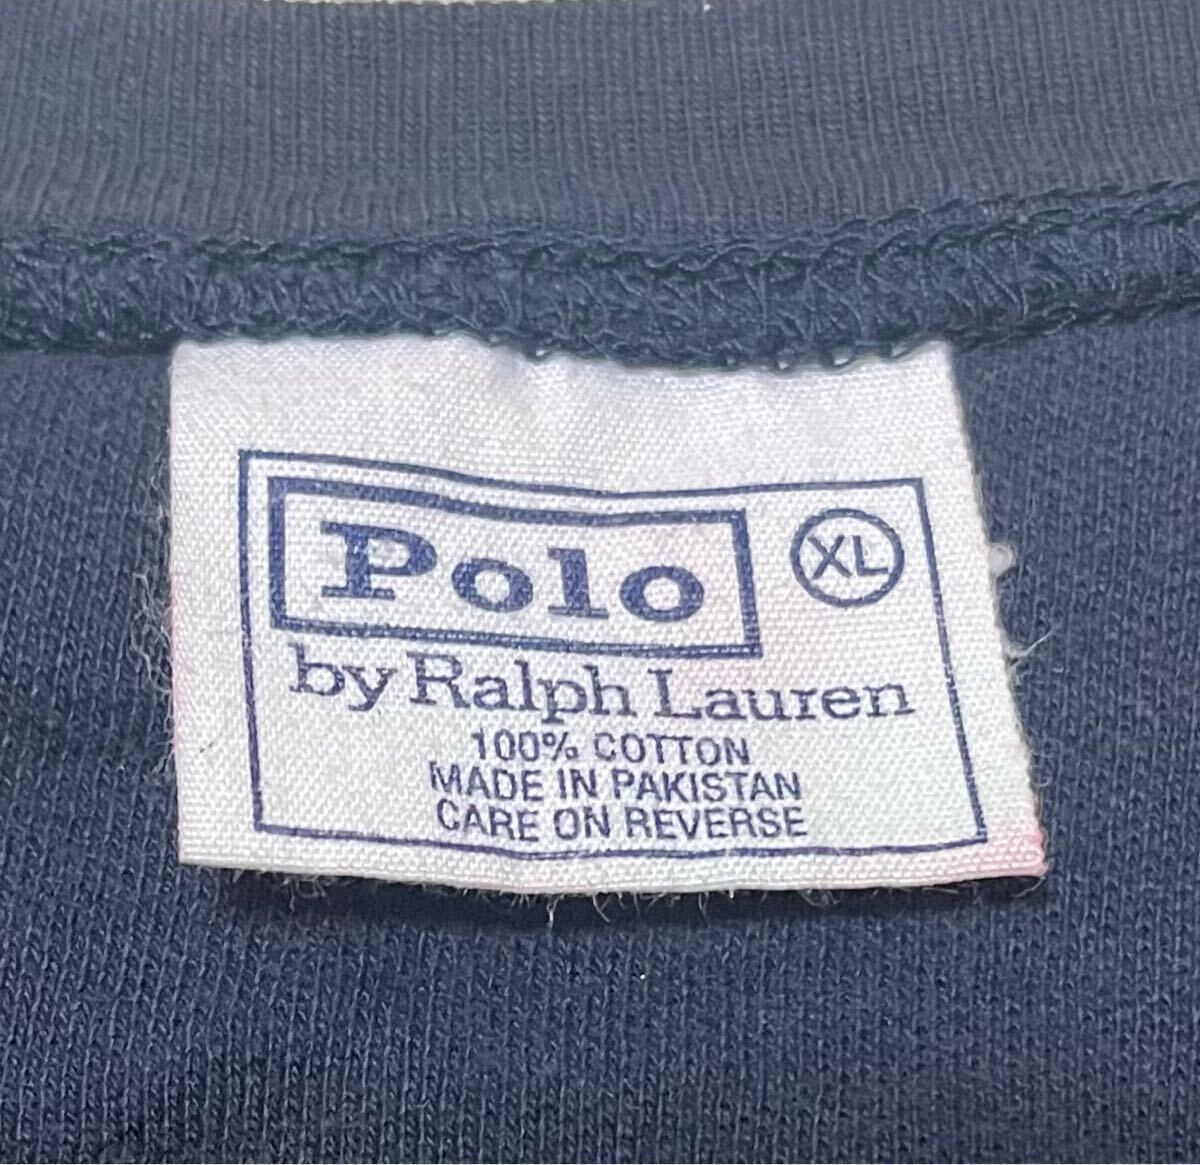 Polo XL
by Ralph Lauren
100% COTTON
MADE IN PAKISTAN
CARE ON REVERSE